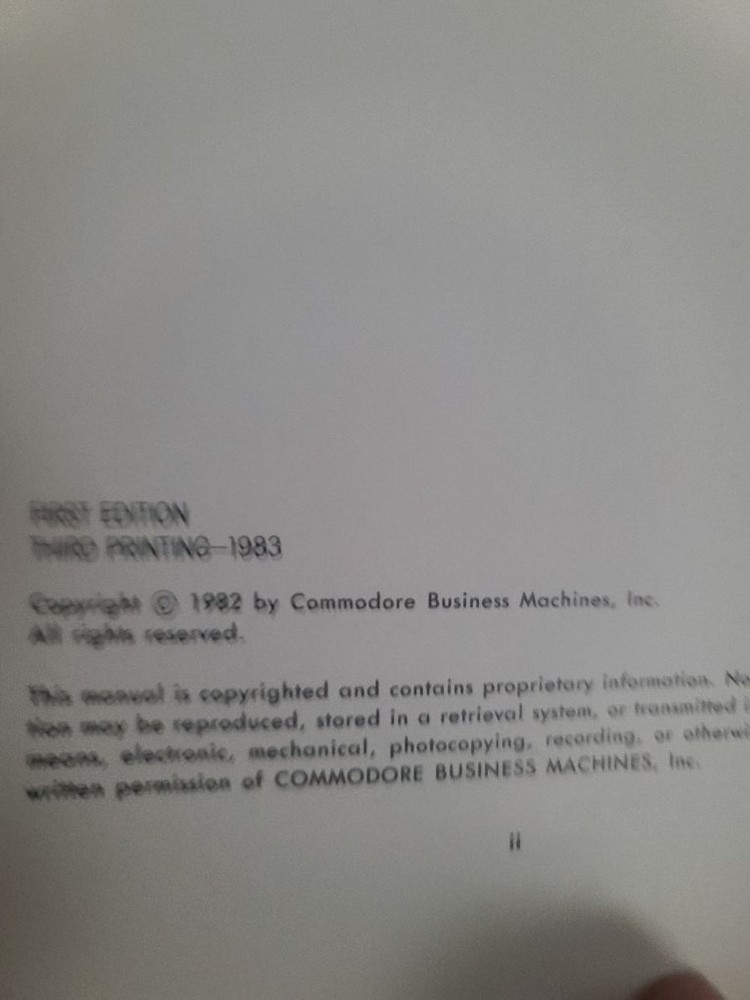 FIRST EDITION
THIRD PRINTING—1983
Copyright © 1982 by Commodore Business Machines, Inc.
All rights reserved.
This manual is copyrighted and contains proprietary information. No
tion may be reproduced, stored in a retrieval system, or transmitted i
means, electronic, mechanical, photocopying, recording, or otherwi
written permission of COMMODORE BUSINESS MACHINES, Inc.
ii